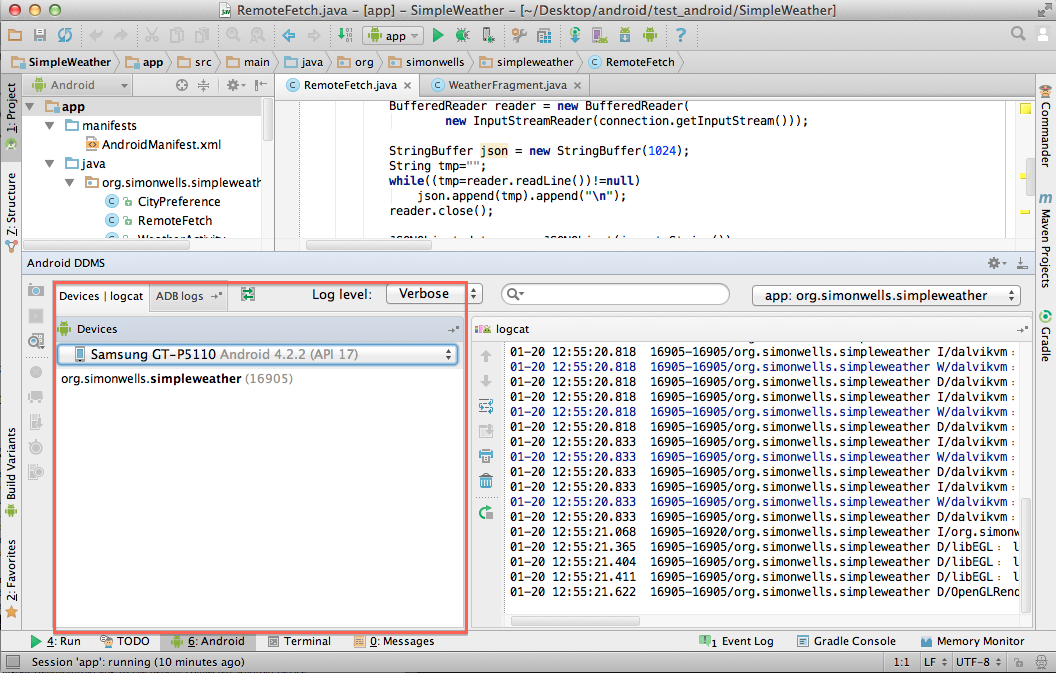 RemoteFetch.java – [app] – SimpleWeather – [~/Desktop/android/test_android/SimpleWeather]
app
SimpleWeather app src main java org simonwells simpleweather RemoteFetch
1: Project
Z: Structure
Build Variants
2: Favorites
Android
app
manifests
AndroidManifest.xml
java
org.simonwells.simpleweath
CityPreference
RemoteFetch
RemoteFetch.java WeatherFragment.java
BufferedReader reader = new BufferedReader(
new InputStreamReader(connection.getInputStream()));
StringBuffer json = new StringBuffer(1024);
String tmp="";
while((tmp=reader.readLine())!=null)
json.append(tmp).append("\n");
reader.close();
Commander
Maven Projects
Gradle
Android DDMS
Devices | logcat ADB logs Log level: Verbose app: org.simonwells.simpleweather
Devices
Samsung GT-P5110 Android 4.2.2 (API 17)
org.simonwells.simpleweather (16905)
logcat
01-20 12:55:20.818 16905-16905/org.simonwells.simpleweather I/dalvikvm:
01-20 12:55:20.818 16905-16905/org.simonwells.simpleweather W/dalvikvm:
01-20 12:55:20.818 16905-16905/org.simonwells.simpleweather D/dalvikvm:
01-20 12:55:20.818 16905-16905/org.simonwells.simpleweather I/dalvikvm:
01-20 12:55:20.818 16905-16905/org.simonwells.simpleweather W/dalvikvm:
01-20 12:55:20.818 16905-16905/org.simonwells.simpleweather D/dalvikvm:
01-20 12:55:20.833 16905-16905/org.simonwells.simpleweather I/dalvikvm:
01-20 12:55:20.833 16905-16905/org.simonwells.simpleweather W/dalvikvm:
01-20 12:55:20.833 16905-16905/org.simonwells.simpleweather D/dalvikvm:
01-20 12:55:20.833 16905-16905/org.simonwells.simpleweather I/dalvikvm:
01-20 12:55:20.833 16905-16905/org.simonwells.simpleweather W/dalvikvm:
01-20 12:55:20.833 16905-16905/org.simonwells.simpleweather D/dalvikvm:
01-20 12:55:21.068 16905-16920/org.simonwells.simpleweather I/org.simonw
01-20 12:55:21.365 16905-16905/org.simonwells.simpleweather D/libEGL: l
01-20 12:55:21.404 16905-16905/org.simonwells.simpleweather D/libEGL: l
01-20 12:55:21.411 16905-16905/org.simonwells.simpleweather D/libEGL: l
01-20 12:55:21.622 16905-16905/org.simonwells.simpleweather D/OpenGLRend
4: Run TODO 6: Android Terminal 0: Messages 1 Event Log Gradle Console Memory Monitor
Session 'app': running (10 minutes ago) 1:1 LF UTF-8